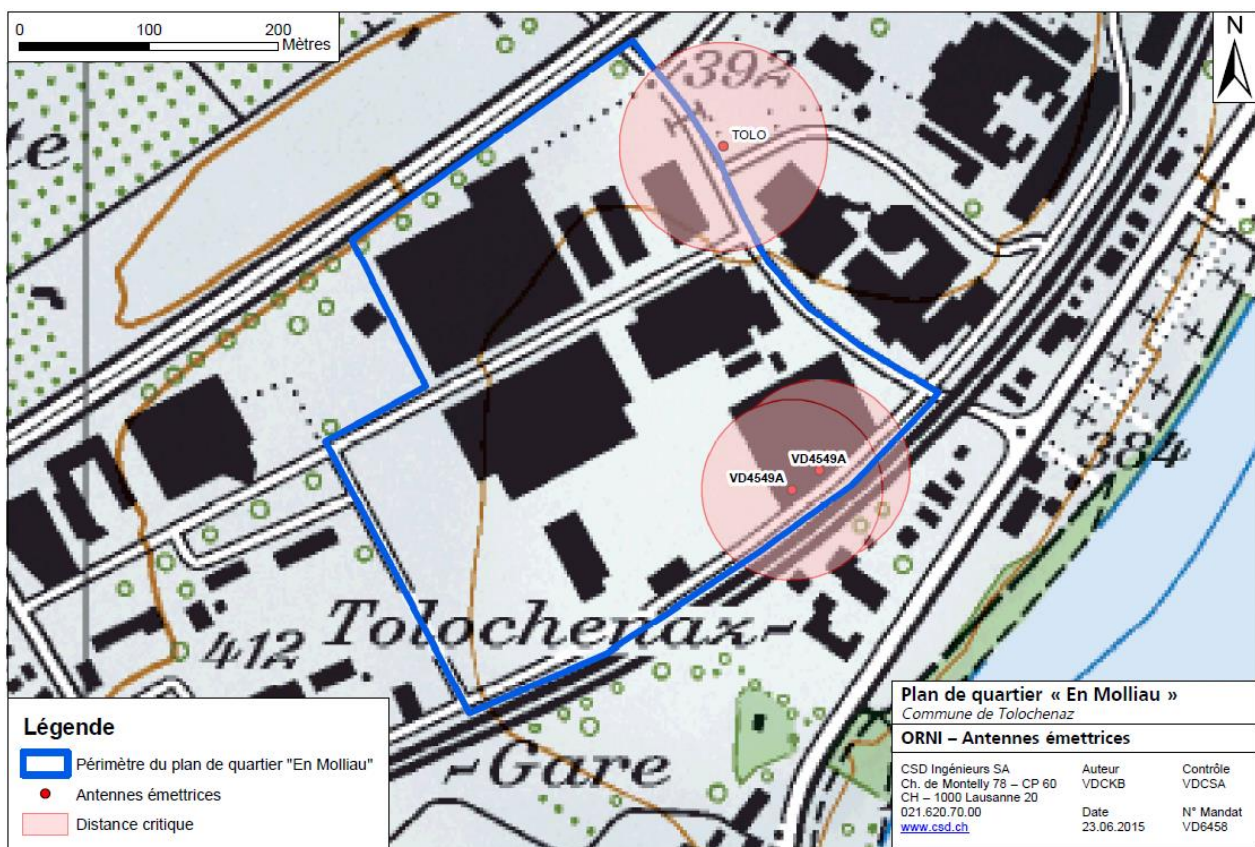 0 100 200
Mètres
N
392
TOLO
te
VD4549A
VD4549A
384
Tolochenaz-
412
-Gare
Légende
Périmètre du plan de quartier "En Molliau"
Antennes émettrices
Distance critique
Plan de quartier « En Molliau »
Commune de Tolochenaz
ORNI – Antennes émettrices
CSD Ingénieurs SA
Ch. de Montelly 78 – CP 60
CH – 1000 Lausanne 20
021.620.70.00
www.csd.ch
Auteur
VDCKB
Date
23.06.2015
Contrôle
VDCSA
N° Mandat
VD6458